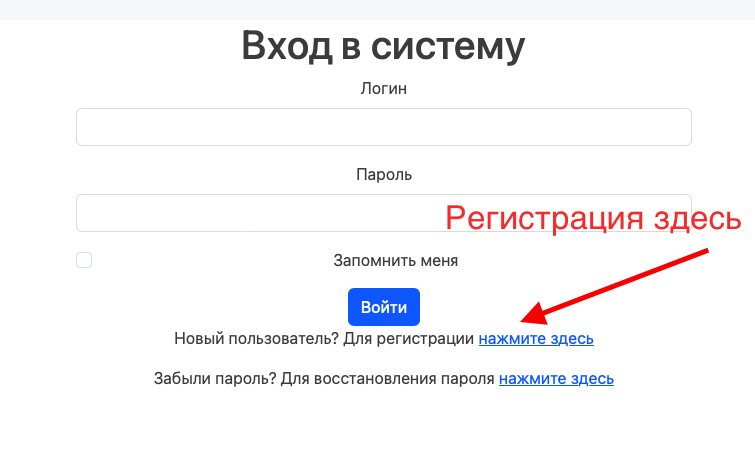 Вход в систему
Логин
Пароль
Регистрация здесь
Запомнить меня
Войти
Новый пользователь? Для регистрации нажмите здесь
Забыли пароль? Для восстановления пароля нажмите здесь